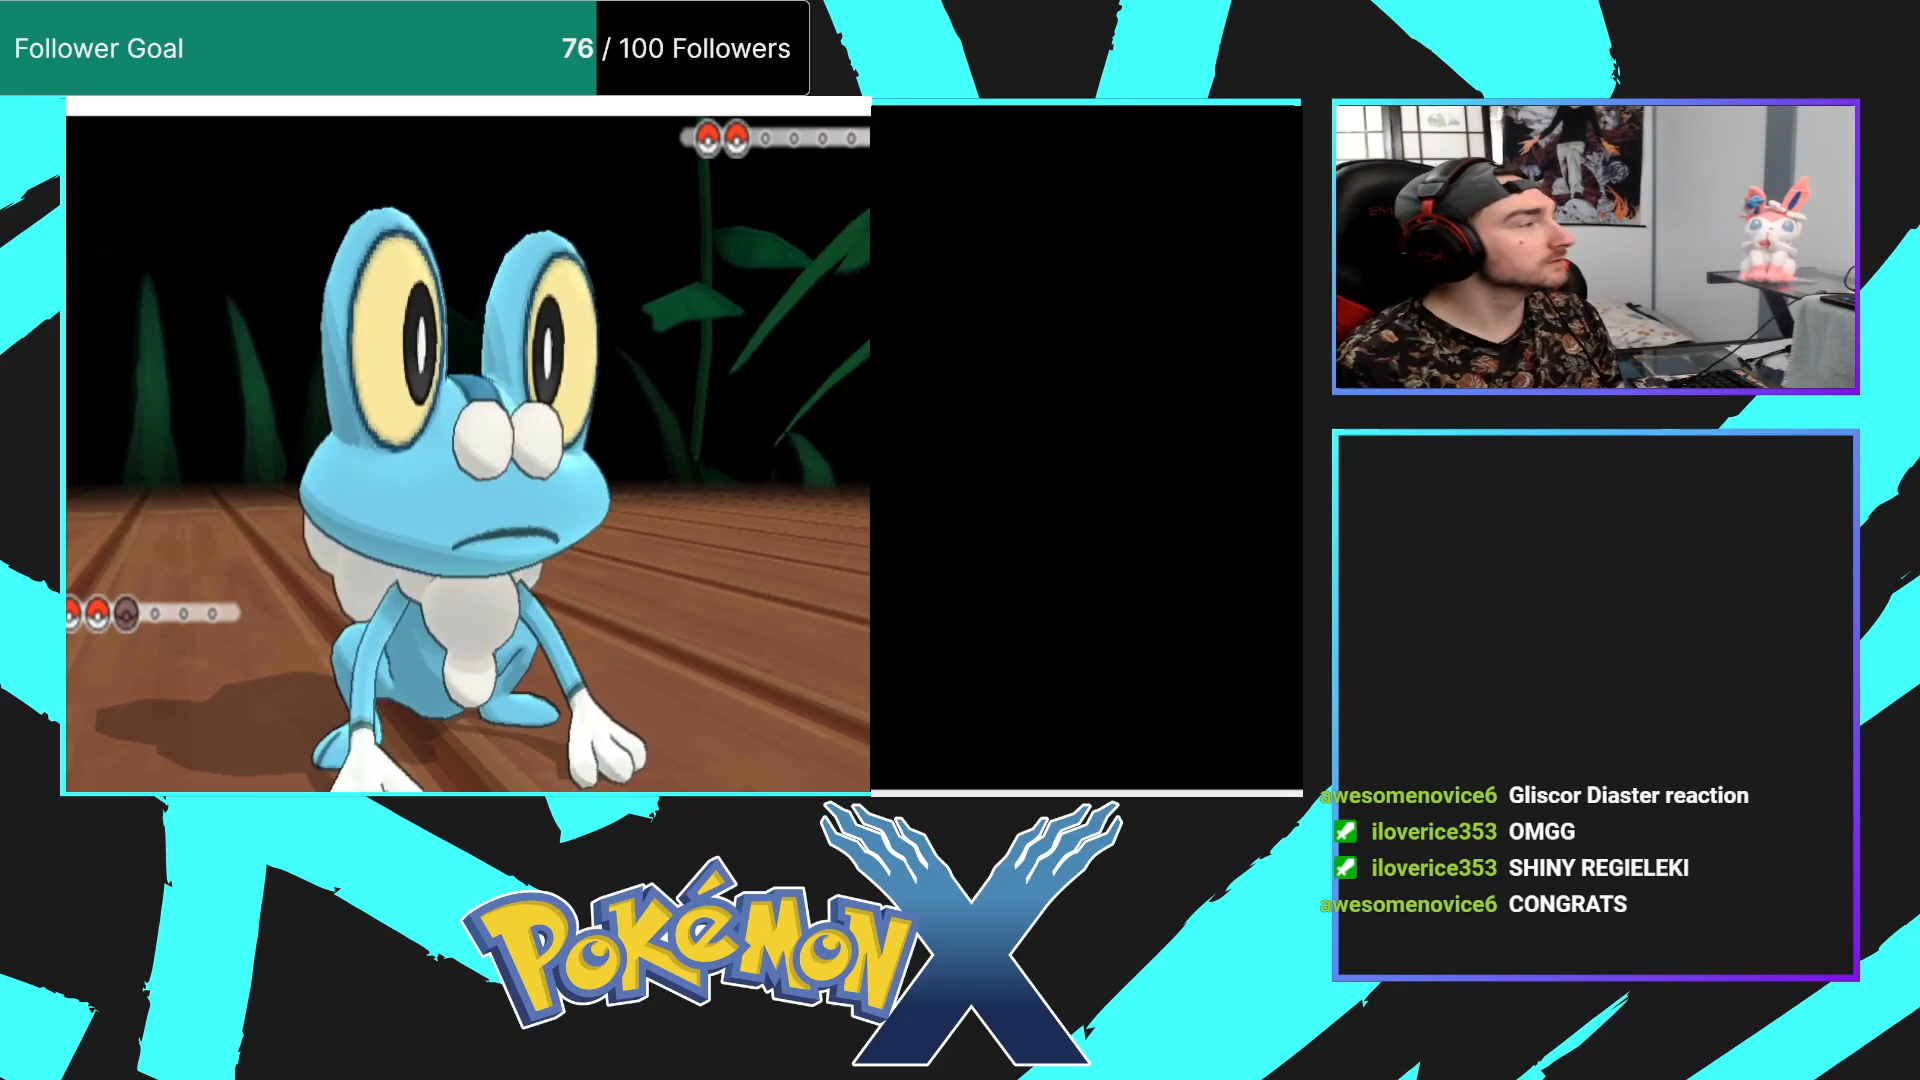 Follower Goal 76 / 100 Followers
awesomenovice6 Gliscor Diaster reaction
iloverice353 OMGG
iloverice353 SHINY REGIELEKI
awesomenovice6 CONGRATS
POKéMON X